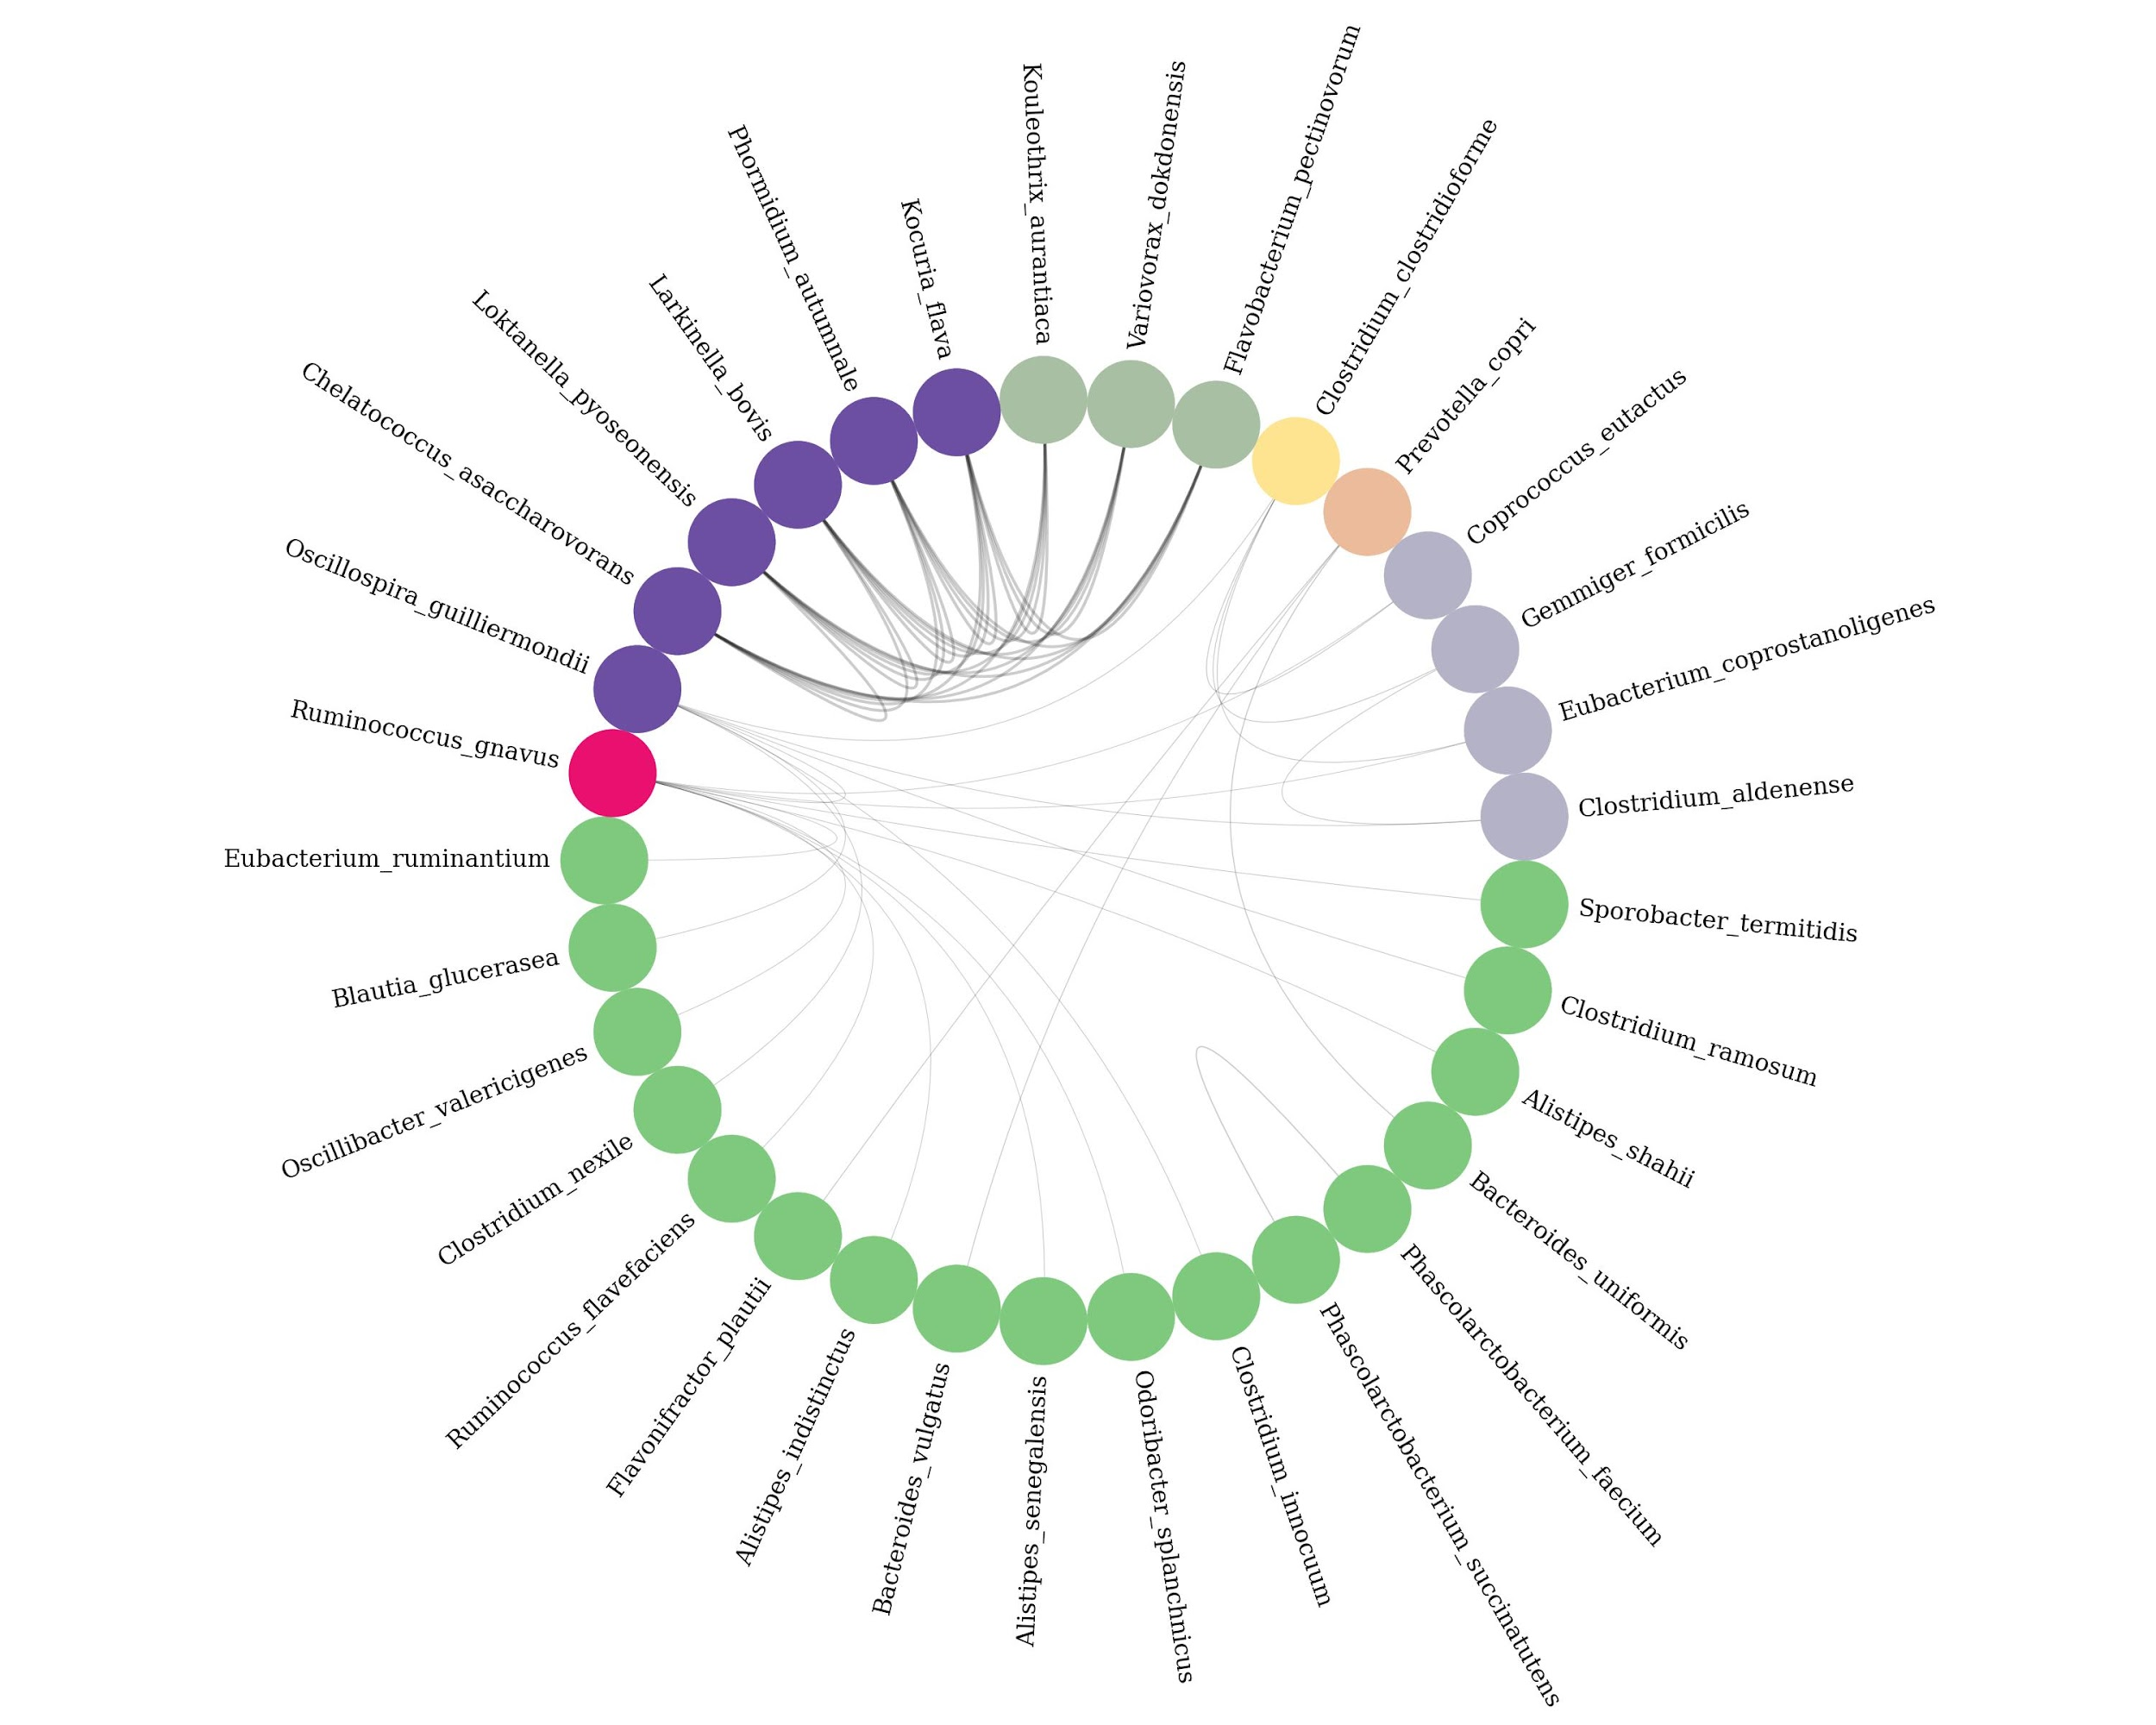 Kouleothrix_aurantiaca
Variovorax_dokdonensis
Flavobacterium_pectinovorum
Clostridium_clostridioforme
Prevotella_copri
Coprococcus_eutactus
Gemmiger_formicilis
Eubacterium_coprostanoligenes
Clostridium_aldenense
Sporobacter_termitidis
Clostridium_ramosum
Alistipes_shahii
Bacteroides_uniformis
Phascolarctobacterium_faecium
Phascolarctobacterium_succinatutens
Clostridium_innocuum
Odoribacter_splanchnicus
Alistipes_senegalensis
Bacteroides_vulgatus
Alistipes_indistinctus
Flavonifractor_plautii
Ruminococcus_flavefaciens
Clostridium_nexile
Oscillibacter_valericigenes
Blautia_glucerasea
Eubacterium_ruminantium
Ruminococcus_gnavus
Oscillospira_guilliermondii
Chelatococcus_asaccharovorans
Loktanella_pyoseonensis
Larkinella_bovis
Phormidium_autumnale
Kocuria_flava